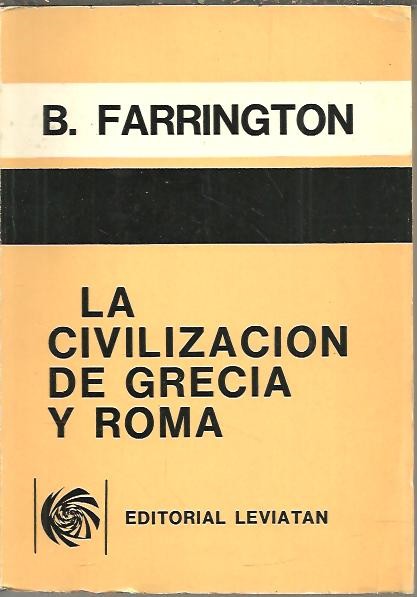 B. FARRINGTON
LA
CIVILIZACION
DE GRECIA
Y ROMA
EDITORIAL LEVIATAN